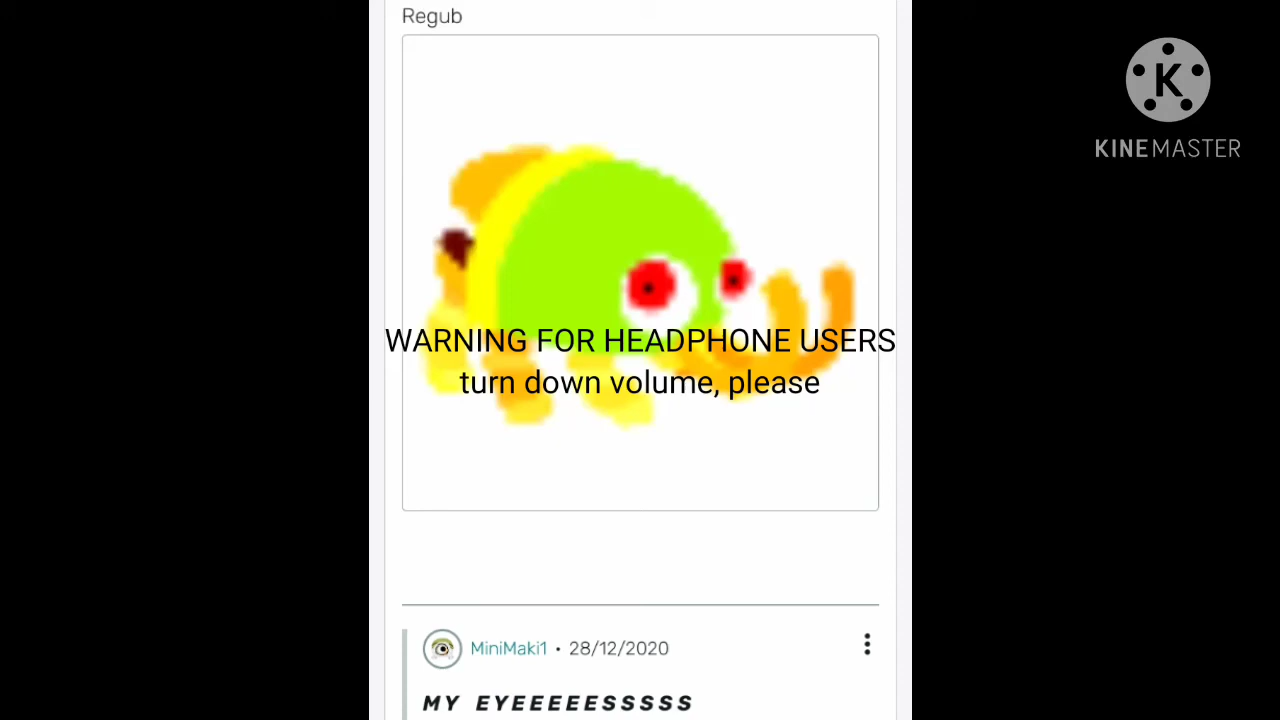 Regub
K
KINEMASTER
WARNING FOR HEADPHONE USERS
turn down volume, please
MiniMaki1 • 28/12/2020
MY EYEEEEESSSSS